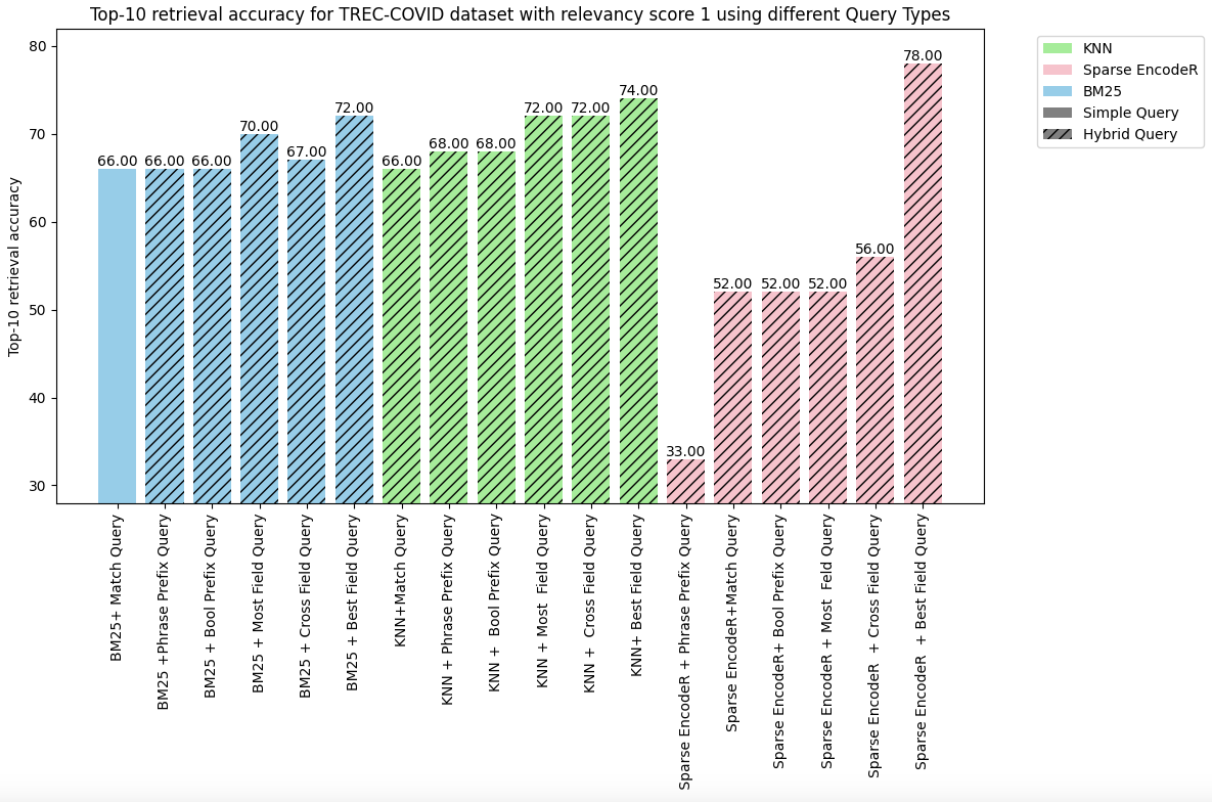 Top-10 retrieval accuracy for TREC-COVID dataset with relevancy score 1 using different Query Types
80
70
60
50
40
30
Top-10 retrieval accuracy
66.00
66.00
66.00
70.00
67.00
72.00
66.00
68.00
68.00
72.00
72.00
74.00
33.00
52.00
52.00
52.00
56.00
78.00
BM25+ Match Query
BM25 +Phrase Prefix Query
BM25 + Bool Prefix Query
BM25 + Most Field Query
BM25 + Cross Field Query
BM25 + Best Field Query
KNN+Match Query
KNN + Phrase Prefix Query
KNN +  Bool Prefix Query
KNN + Most  Field Query
KNN +  Cross Field Query
KNN+ Best Field Query
Sparse EncodeR + Phrase Prefix Query
Sparse EncodeR+Match Query
Sparse EncodeR+ Bool Prefix Query
Sparse EncodeR + Most  Feld Query
Sparse EncodeR  + Cross Field Query
Sparse EncodeR  + Best Field Query
KNN
Sparse EncodeR
BM25
Simple Query
Hybrid Query